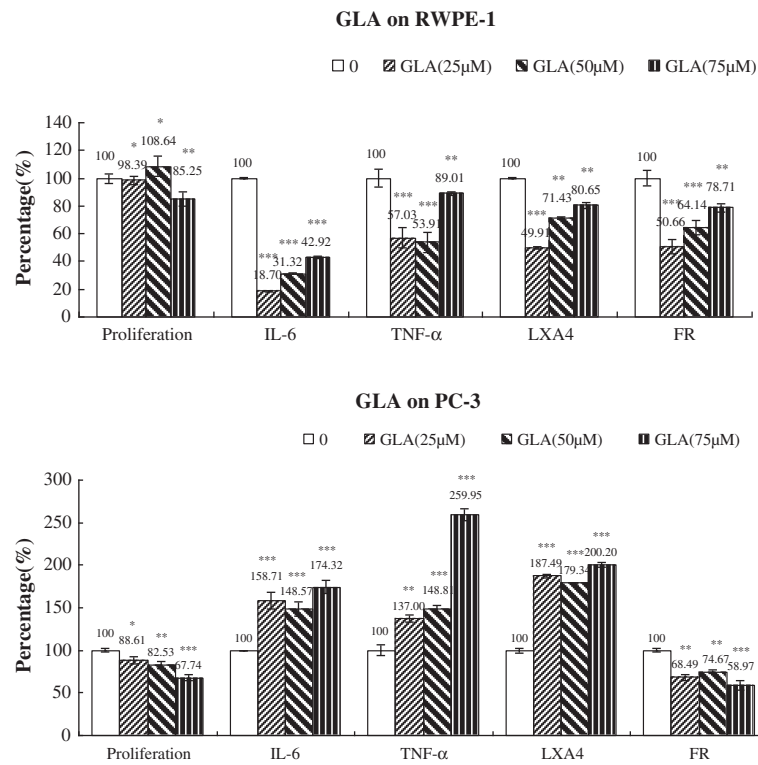 GLA on RWPE-1
0 GLA(25μM) GLA(50μM) GLA(75μM)
Percentage(%)
140
120
100
80
60
40
20
0
* * **
100 98.39 108.64 85.25
*** *** ***
100 18.70 31.32 42.92
*** *** **
100 57.03 53.91 89.01
*** ** **
100 49.91 71.43 80.65
*** *** **
100 50.66 64.14 78.71
Proliferation IL-6 TNF-α LXA4 FR
GLA on PC-3
0 GLA(25μM) GLA(50μM) GLA(75μM)
Percentage(%)
300
250
200
150
100
50
0
* ** ***
100 88.61 82.53 67.74
*** *** ***
100 158.71 148.57 174.32
** *** ***
100 137.00 148.81 259.95
*** *** ***
100 187.49 179.34 200.20
** ** ***
100 68.49 74.67 58.97
Proliferation IL-6 TNF-α LXA4 FR